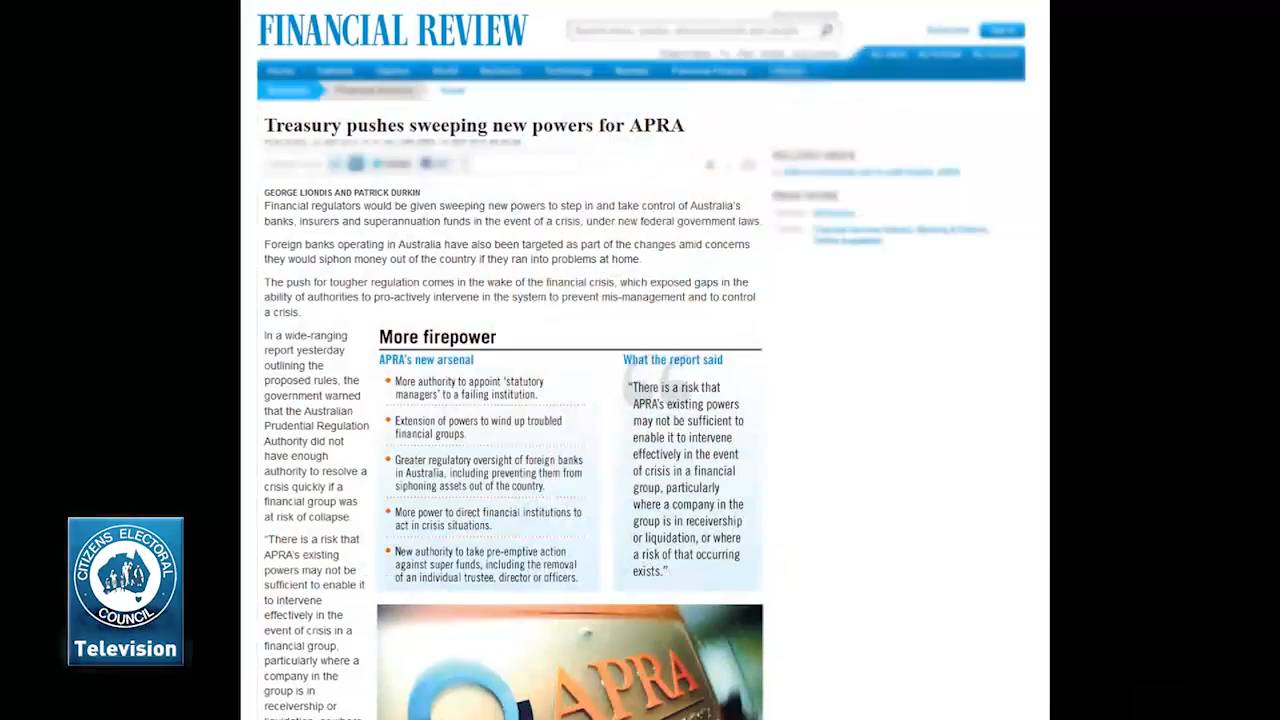 FINANCIAL REVIEW
Treasury pushes sweeping new powers for APRA
GEORGE LIONDIS AND PATRICK DURKIN
Financial regulators would be given sweeping new powers to step in and take control of Australia's
banks, insurers and superannuation funds in the event of a crisis, under new federal government laws.
Foreign banks operating in Australia have also been targeted as part of the changes amid concerns
they would siphon money out of the country if they ran into problems at home.
The push for tougher regulation comes in the wake of the financial crisis, which exposed gaps in the
ability of authorities to pro-actively intervene in the system to prevent mis-management and to control
a crisis.
In a wide-ranging
report yesterday
outlining the
proposed rules, the
government warned
that the Australian
Prudential Regulation
Authority did not
have enough
authority to resolve a
crisis quickly if a
financial group was
at risk of collapse
"There is a risk that
APRA's existing
powers may not be
sufficient to enable it
to intervene
effectively in the
event of crisis in a
financial group,
particularly where a
company in the
group is in
receivership or
More firepower
APRA's new arsenal
• More authority to appoint 'statutory
managers' to a failing institution.
• Extension of powers to wind up troubled
financial groups.
• Greater regulatory oversight of foreign banks
in Australia, including preventing them from
siphoning assets out of the country.
• More power to direct financial institutions to
act in crisis situations.
• New authority to take pre-emptive action
against super funds, including the removal
of an individual trustee, director or officers.
What the report said
"There is a risk that
APRA's existing powers
may not be sufficient to
enable it to intervene
effectively in the event
of crisis in a financial
group, particularly
where a company in the
group is in receivership
or liquidation, or where
a risk of that occurring
exists."
APRA
CITIZENS ELECTORAL
COUNCIL
Television